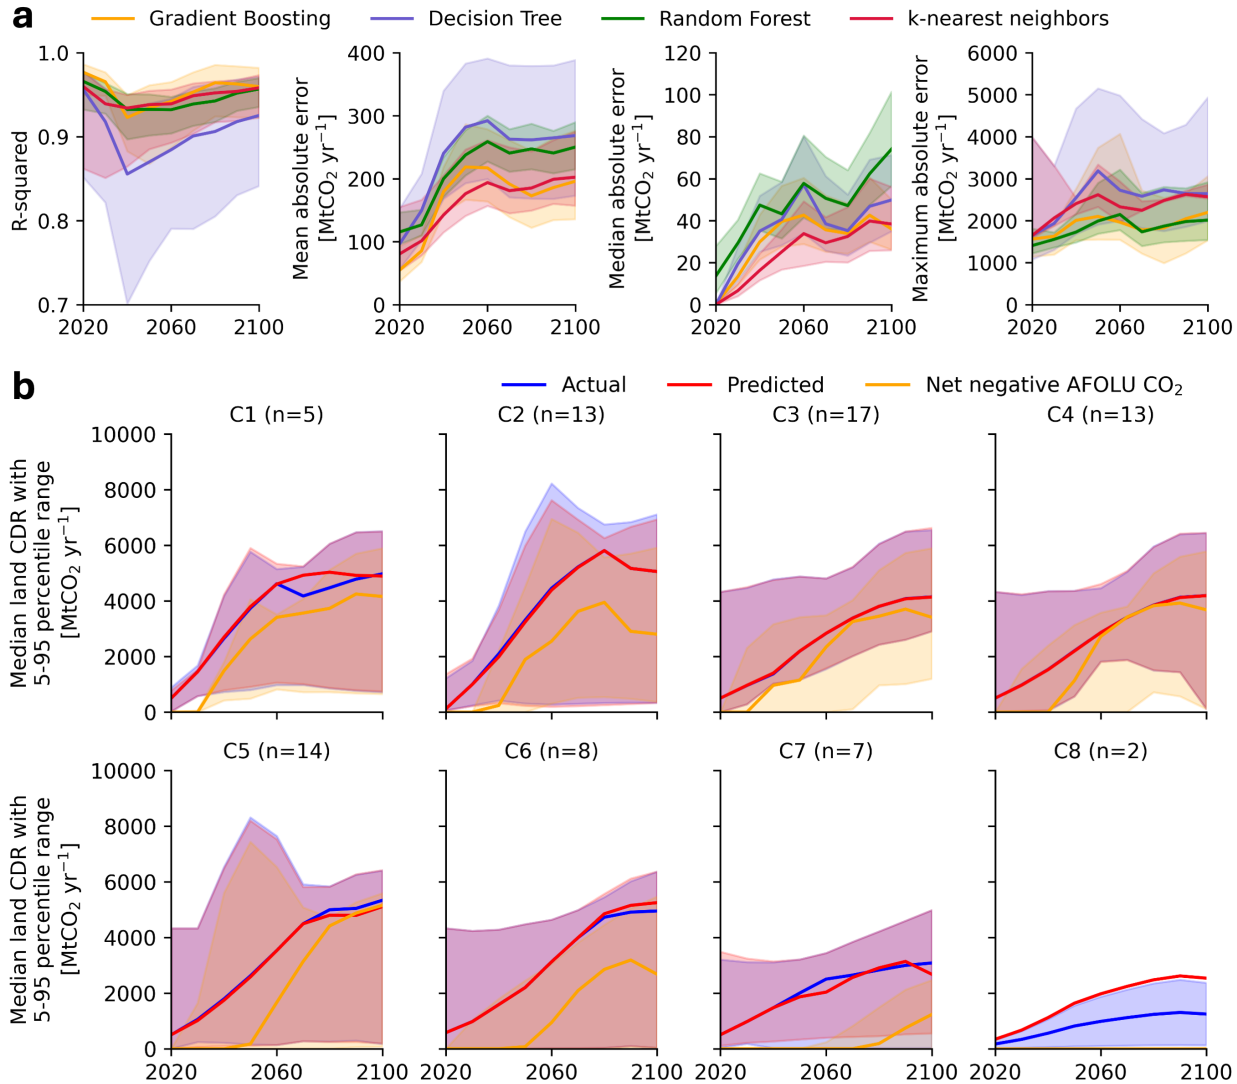 a
Gradient Boosting Decision Tree Random Forest k-nearest neighbors
R-squared
1.0
0.9
0.8
0.7
2020 2060 2100
Mean absolute error
[MtCO₂ yr⁻¹]
400
300
200
100
0
2020 2060 2100
Median absolute error
[MtCO₂ yr⁻¹]
120
100
80
60
40
20
0
2020 2060 2100
Maximum absolute error
[MtCO₂ yr⁻¹]
6000
5000
4000
3000
2000
1000
0
2020 2060 2100
b
Actual Predicted Net negative AFOLU CO₂
C1 (n=5) C2 (n=13) C3 (n=17) C4 (n=13)
Median land CDR with
5-95 percentile range
[MtCO₂ yr⁻¹]
10000
8000
6000
4000
2000
0
C5 (n=14) C6 (n=8) C7 (n=7) C8 (n=2)
Median land CDR with
5-95 percentile range
[MtCO₂ yr⁻¹]
10000
8000
6000
4000
2000
0
2020 2060 2100 2020 2060 2100 2020 2060 2100 2020 2060 2100